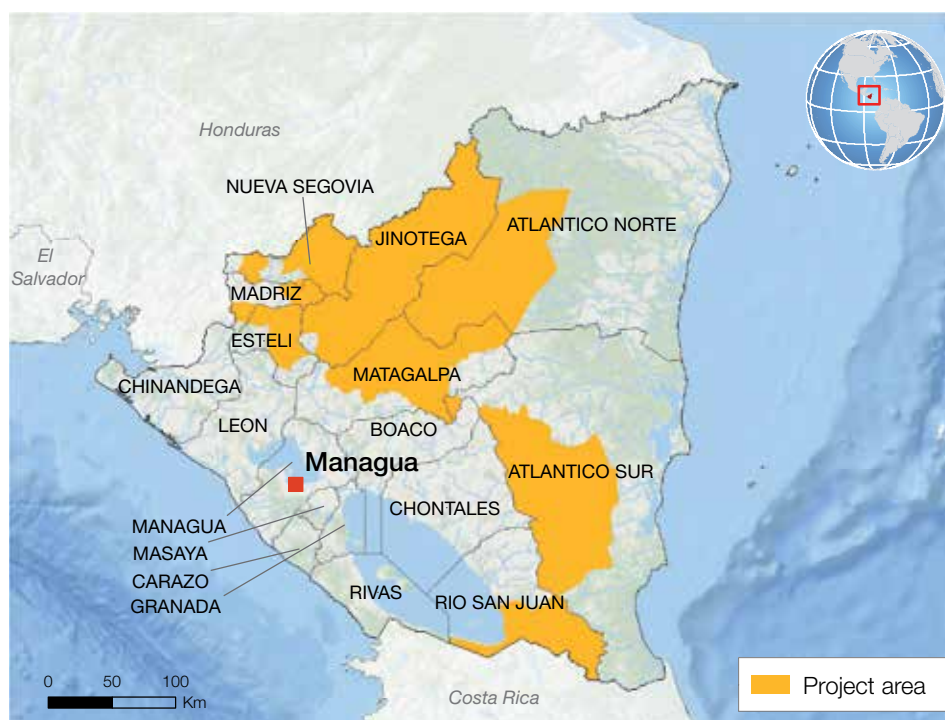 Honduras
NUEVA SEGOVIA
JINOTEGA
ATLANTICO NORTE
El
Salvador
MADRIZ
ESTELI
CHINANDEGA
MATAGALPA
LEON
BOACO
Managua
ATLANTICO SUR
CHONTALES
MANAGUA
MASAYA
CARAZO
GRANADA
RIVAS
RIO SAN JUAN
0 50 100
Km
Costa Rica
Project area